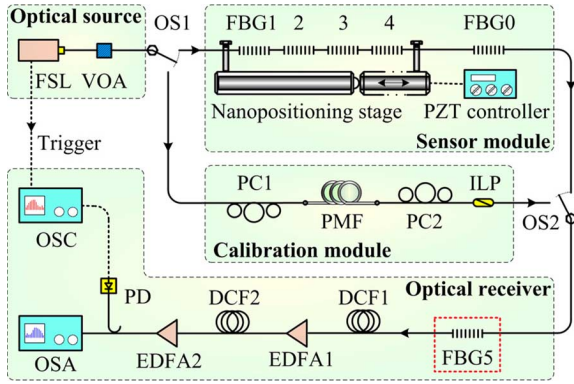 Optical source
OS1
FBG1 2 3 4 FBG0
FSL VOA
Nanopositioning stage PZT controller
Sensor module
Trigger
PC1 PMF PC2 ILP
OS2
Calibration module
OSC
PD
DCF2 DCF1
Optical receiver
OSA EDFA2 EDFA1 FBG5